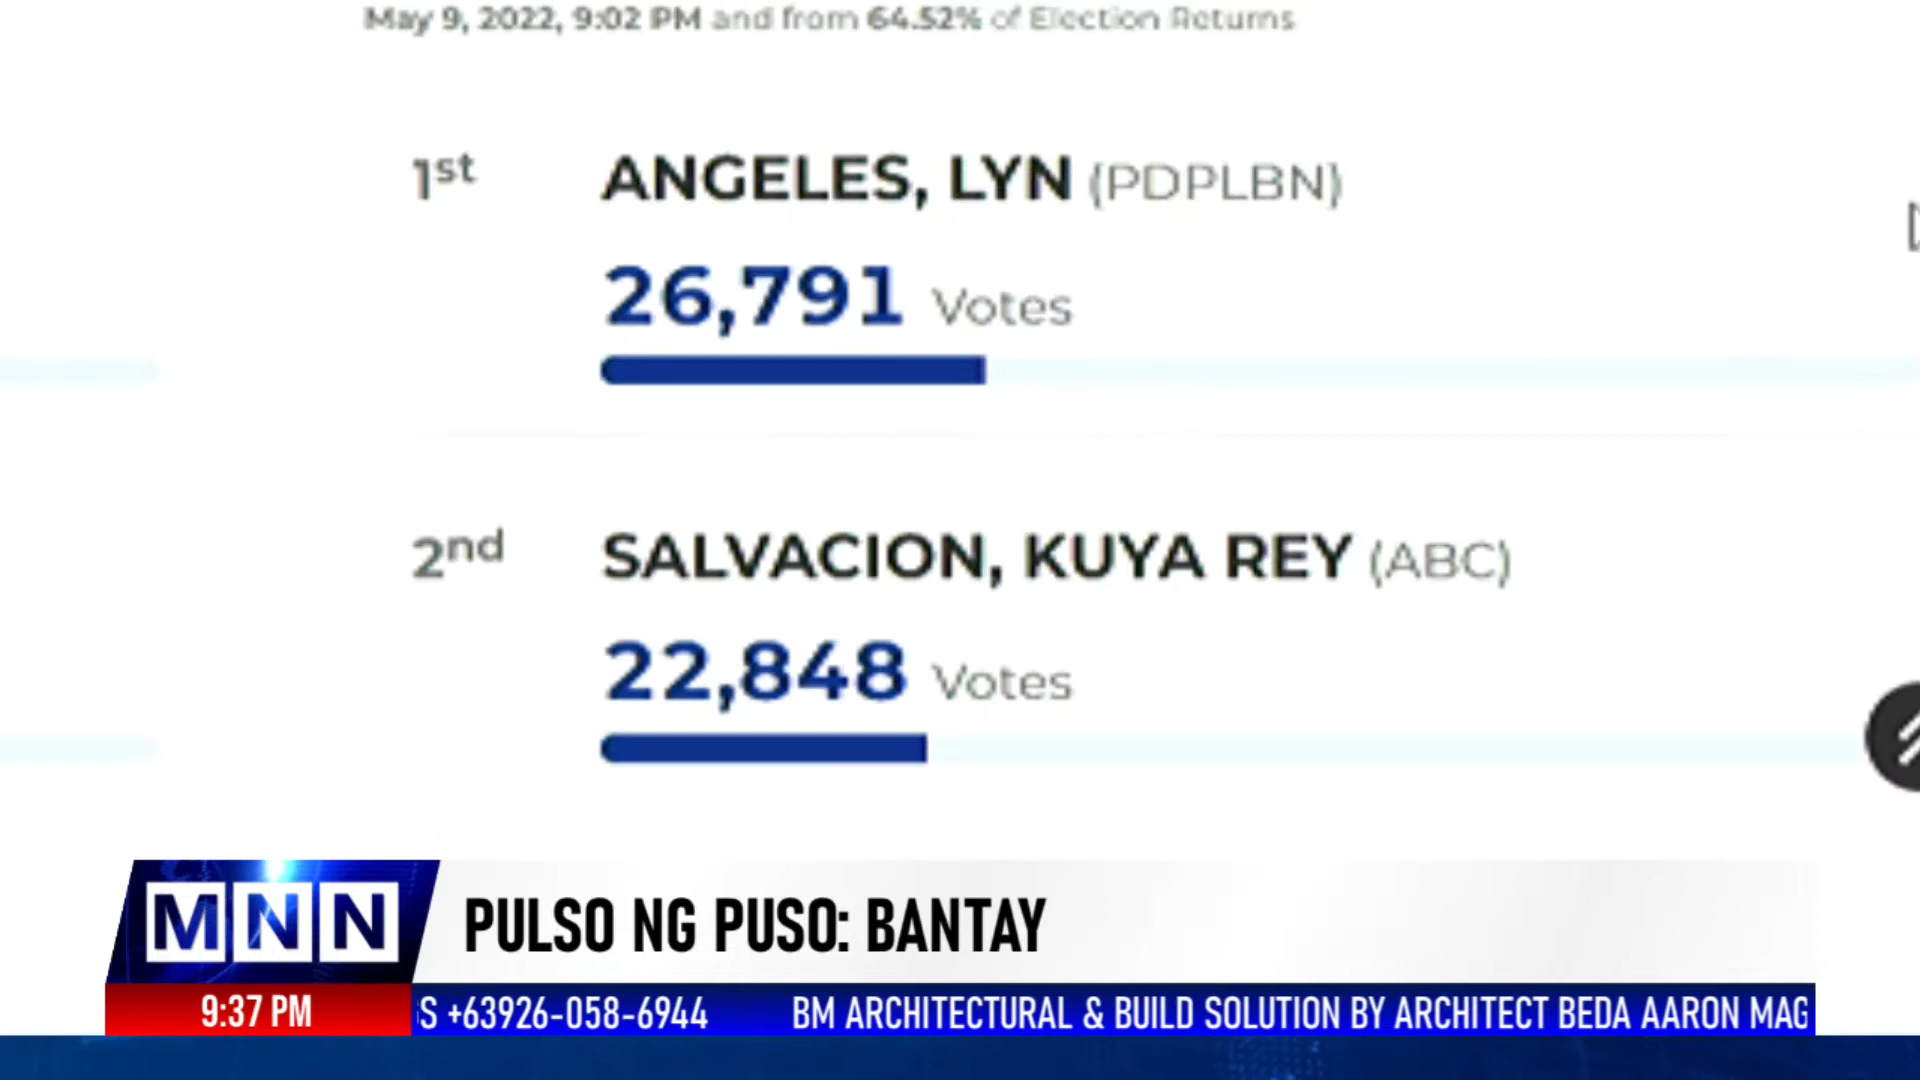 May 9, 2022, 9:02 PM and from 64.52% of Election Returns
1st ANGELES, LYN (PDPLBN)
26,791 Votes
2nd SALVACION, KUYA REY (ABC)
22,848 Votes
MNN PULSO NG PUSO: BANTAY
9:37 PM S +63926-058-6944 BM ARCHITECTURAL & BUILD SOLUTION BY ARCHITECT BEDA AARON MAG